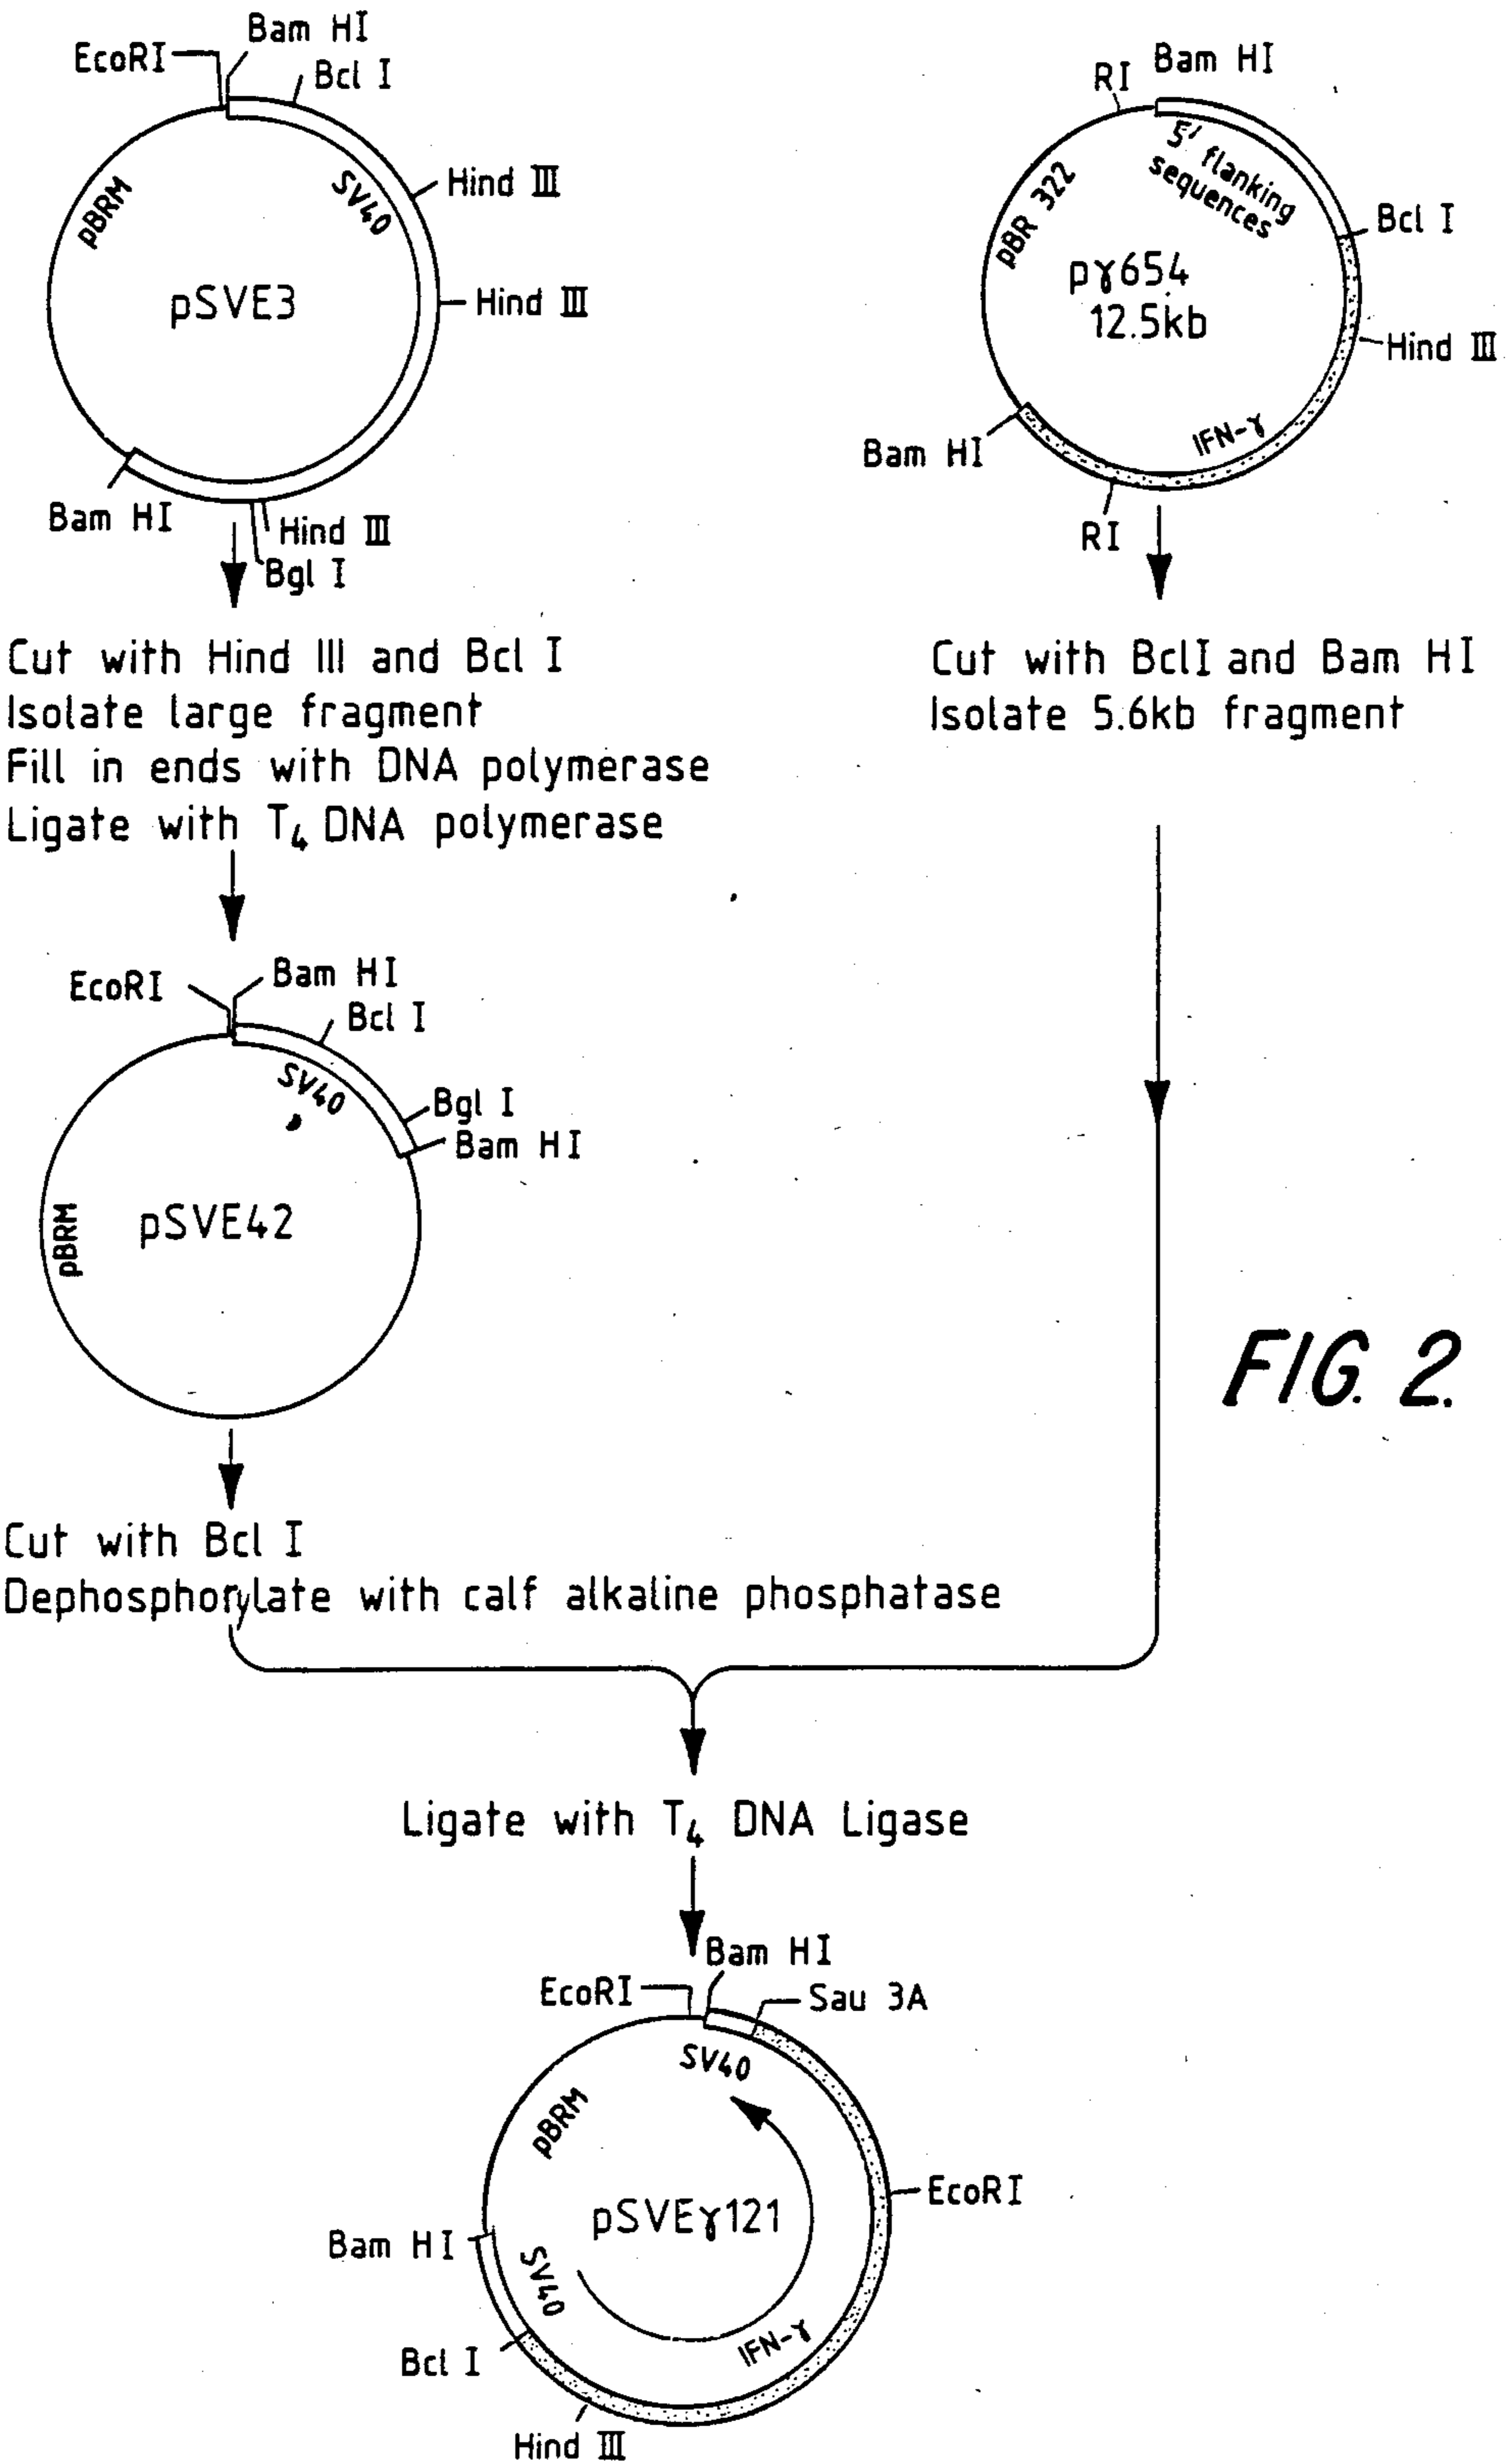 EcoRI
Bam HI
Bcl I
Hind III
Hind III
pBRM
SV40
pSVE3
Bam HI
Hind III
Bgl I
RI
Bam HI
5' flanking
sequences
pBR 322
Bcl I
pγ654
12.5kb
Hind III
IFN-γ
Bam HI
RI
Cut with Hind III and Bcl I
Isolate large fragment
Fill in ends with DNA polymerase
Ligate with T4 DNA polymerase
Cut with BclI and Bam HI
Isolate 5.6kb fragment
EcoRI
Bam HI
Bcl I
SV40
Bgl I
Bam HI
pBRM
pSVE42
FIG. 2.
Cut with Bcl I
Dephosphorylate with calf alkaline phosphatase
Ligate with T4 DNA Ligase
Bam HI
EcoRI
Sau 3A
SV40
pBRM
EcoRI
pSVEγ121
Bam HI
SV40
IFN-γ
Bcl I
Hind III